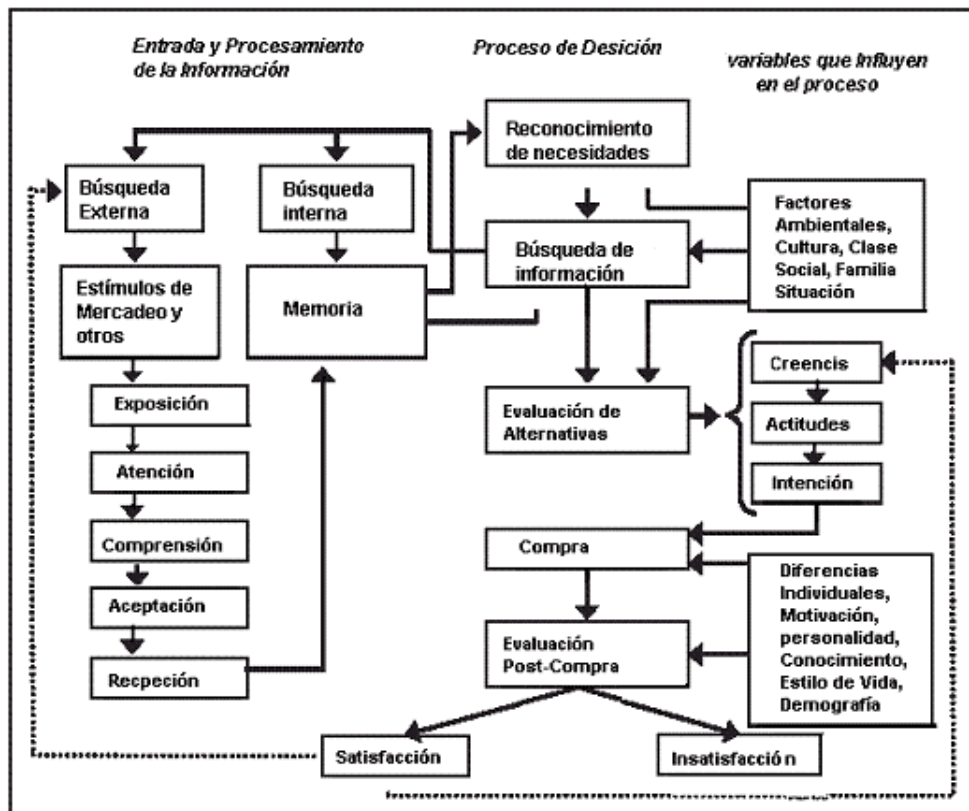 Entrada y Procesamiento
de la Información
Proceso de Desición
variables que Influyen
en el proceso
Reconocimiento
de necesidades
Búsqueda
Externa
Búsqueda
interna
Búsqueda de
información
Factores
Ambientales,
Cultura, Clase
Social, Familia
Situación
Estímulos de
Mercadeo y
otros
Memoria
Exposición
Evaluación de
Alternativas
Creencis
Actitudes
Intención
Atención
Comprensión
Aceptación
Recpeción
Compra
Evaluación
Post-Compra
Diferencias
Individuales,
Motivación,
personalidad,
Conocimiento,
Estilo de Vida,
Demografía
Satisfacción
Insatisfacción